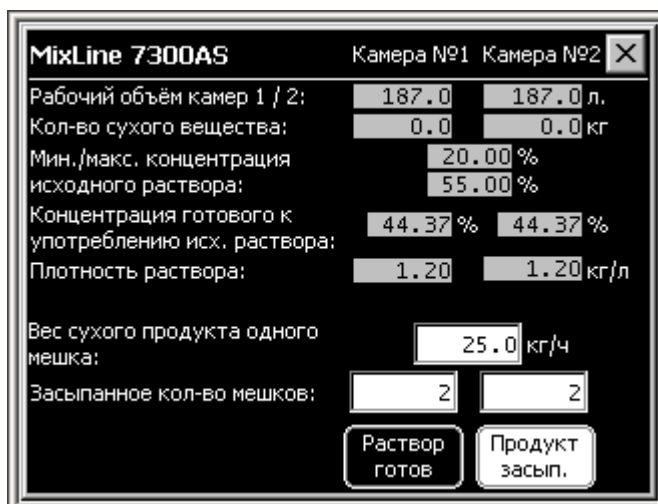 MixLine 7300AS Камера №1 Камера №2
Рабочий объём камер 1 / 2: 187.0 187.0 л.
Кол-во сухого вещества: 0.0 0.0 кг
Мин./макс. концентрация 20.00 %
исходного раствора: 55.00 %
Концентрация готового к
употреблению исх. раствора: 44.37 % 44.37 %
Плотность раствора: 1.20 1.20 кг/л
Вес сухого продукта одного
мешка: 25.0 кг/ч
Засыпанное кол-во мешков: 2 2
Раствор Продукт
готов засып.